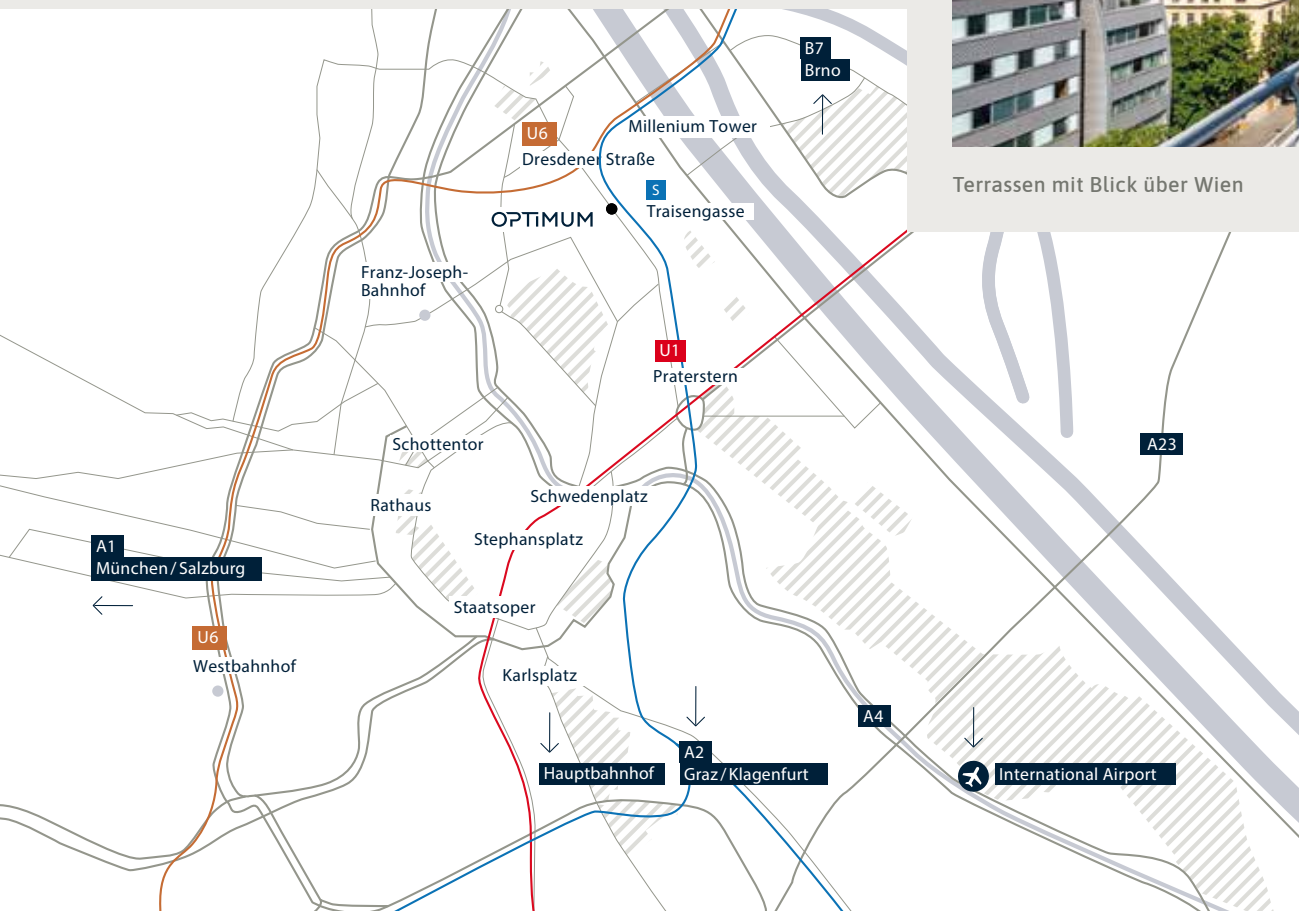 B7
Brno
U6
Millenium Tower
Dresdener Straße
S
Traisengasse
OPTIMUM
Terrassen mit Blick über Wien
Franz-Joseph-
Bahnhof
U1
Praterstern
Schottentor
A23
Schwedenplatz
Rathaus
Stephansplatz
A1
München / Salzburg
Staatsoper
U6
Westbahnhof
Karlsplatz
A4
A2
Hauptbahnhof
Graz / Klagenfurt
International Airport